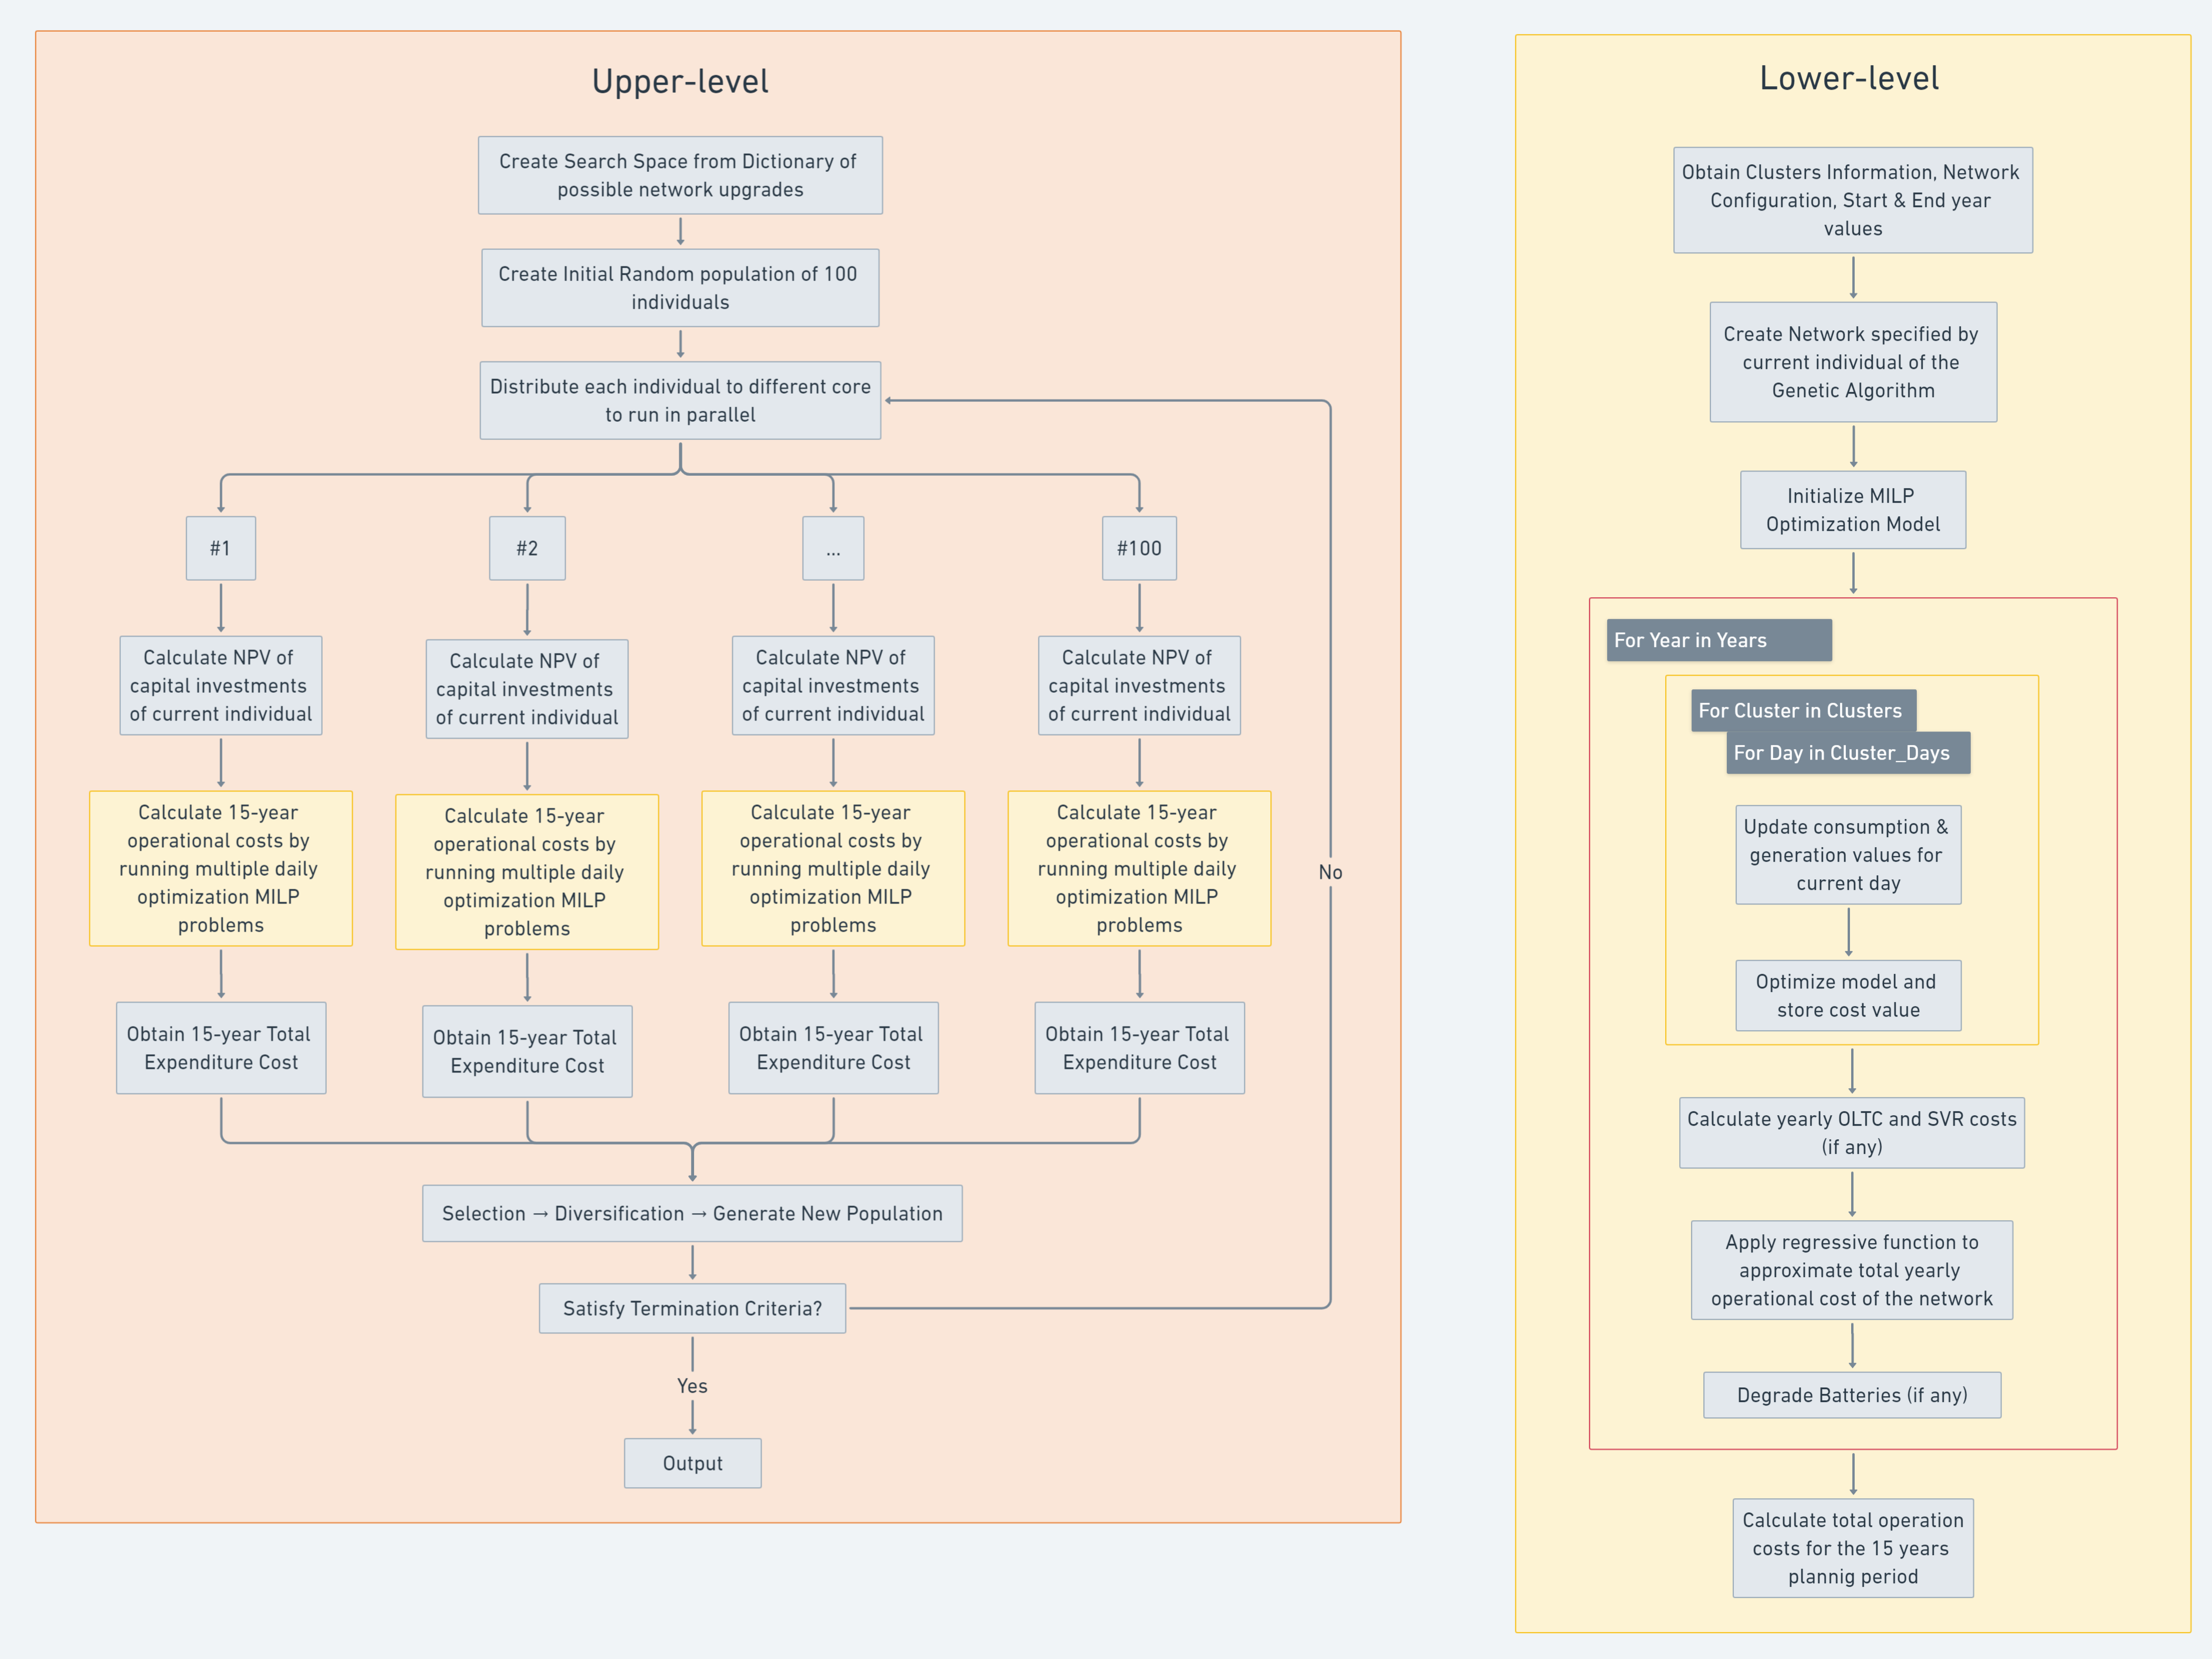 Upper-level
Create Search Space from Dictionary of
possible network upgrades
Create Initial Random population of 100
individuals
Distribute each individual to different core
to run in parallel
#1
#2
...
#100
Calculate NPV of
capital investments
of current individual
Calculate NPV of
capital investments
of current individual
Calculate NPV of
capital investments
of current individual
Calculate NPV of
capital investments
of current individual
Calculate 15-year
operational costs by
running multiple daily
optimization MILP
problems
Calculate 15-year
operational costs by
running multiple daily
optimization MILP
problems
Calculate 15-year
operational costs by
running multiple daily
optimization MILP
problems
Calculate 15-year
operational costs by
running multiple daily
optimization MILP
problems
No
Obtain 15-year Total
Expenditure Cost
Obtain 15-year Total
Expenditure Cost
Obtain 15-year Total
Expenditure Cost
Obtain 15-year Total
Expenditure Cost
Selection → Diversification → Generate New Population
Satisfy Termination Criteria?
Yes
Output
Lower-level
Obtain Clusters Information, Network
Configuration, Start & End year
values
Create Network specified by
current individual of the
Genetic Algorithm
Initialize MILP
Optimization Model
For Year in Years
For Cluster in Clusters
For Day in Cluster_Days
Update consumption &
generation values for
current day
Optimize model and
store cost value
Calculate yearly OLTC and SVR costs
(if any)
Apply regressive function to
approximate total yearly
operational cost of the network
Degrade Batteries (if any)
Calculate total operation
costs for the 15 years
plannig period